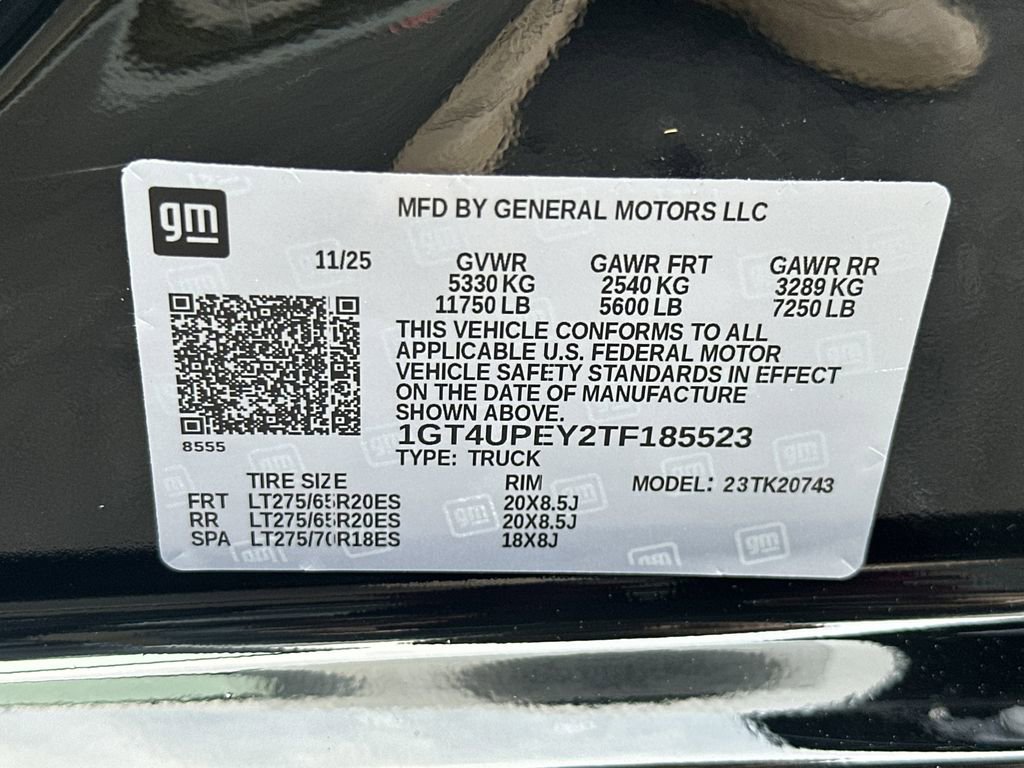 gm
MFD BY GENERAL MOTORS LLC
11/25
GVWR GAWR FRT GAWR RR
5330 KG 2540 KG 3289 KG
11750 LB 5600 LB 7250 LB
THIS VEHICLE CONFORMS TO ALL
APPLICABLE U.S. FEDERAL MOTOR
VEHICLE SAFETY STANDARDS IN EFFECT
ON THE DATE OF MANUFACTURE
SHOWN ABOVE.
8555
1GT4UPEY2TF185523
TYPE: TRUCK
TIRE SIZE RIM MODEL: 23TK20743
FRT LT275/65R20ES 20X8.5J
RR LT275/65R20ES 20X8.5J
SPA LT275/70R18ES 18X8J